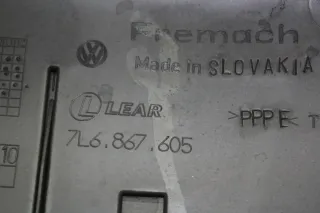 Fremach
Made in SLOVAKIA
LEAR
7L6.867.605
>PPPE
10